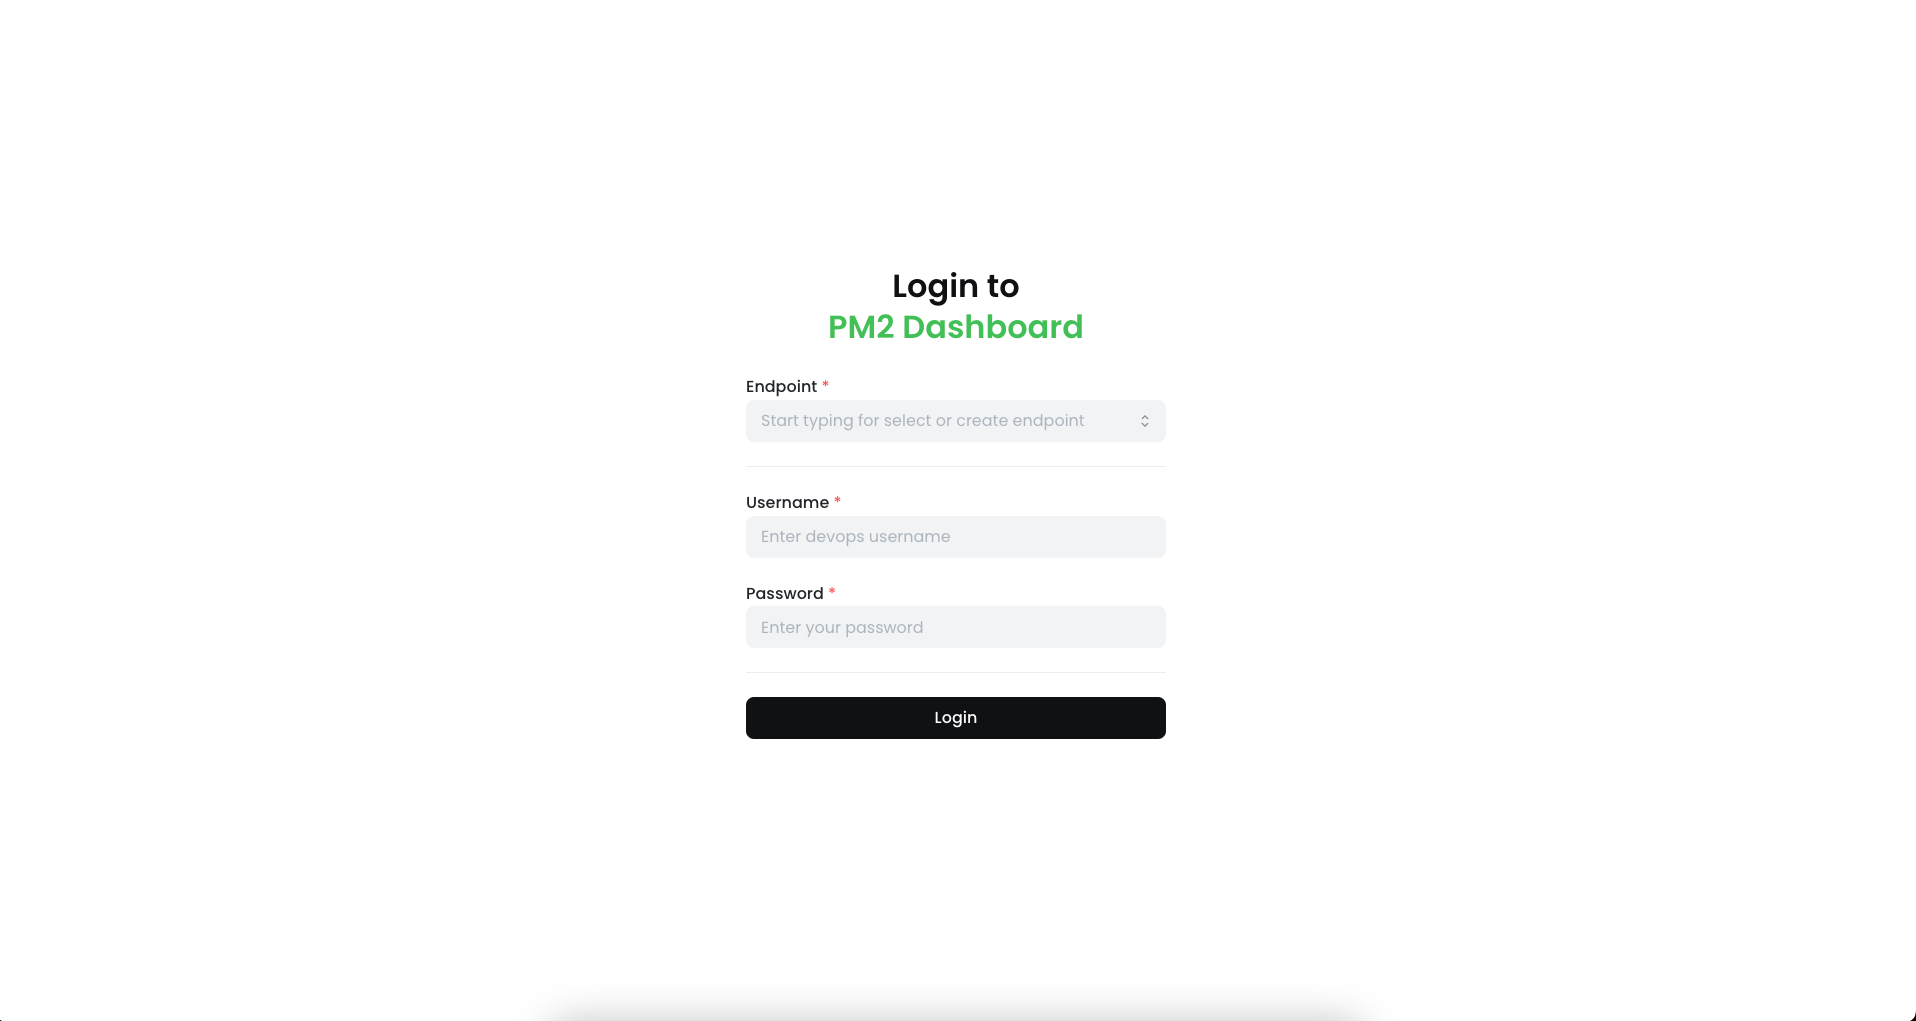 Login to
PM2 Dashboard
Endpoint *
Start typing for select or create endpoint
Username *
Enter devops username
Password *
Enter your password
Login